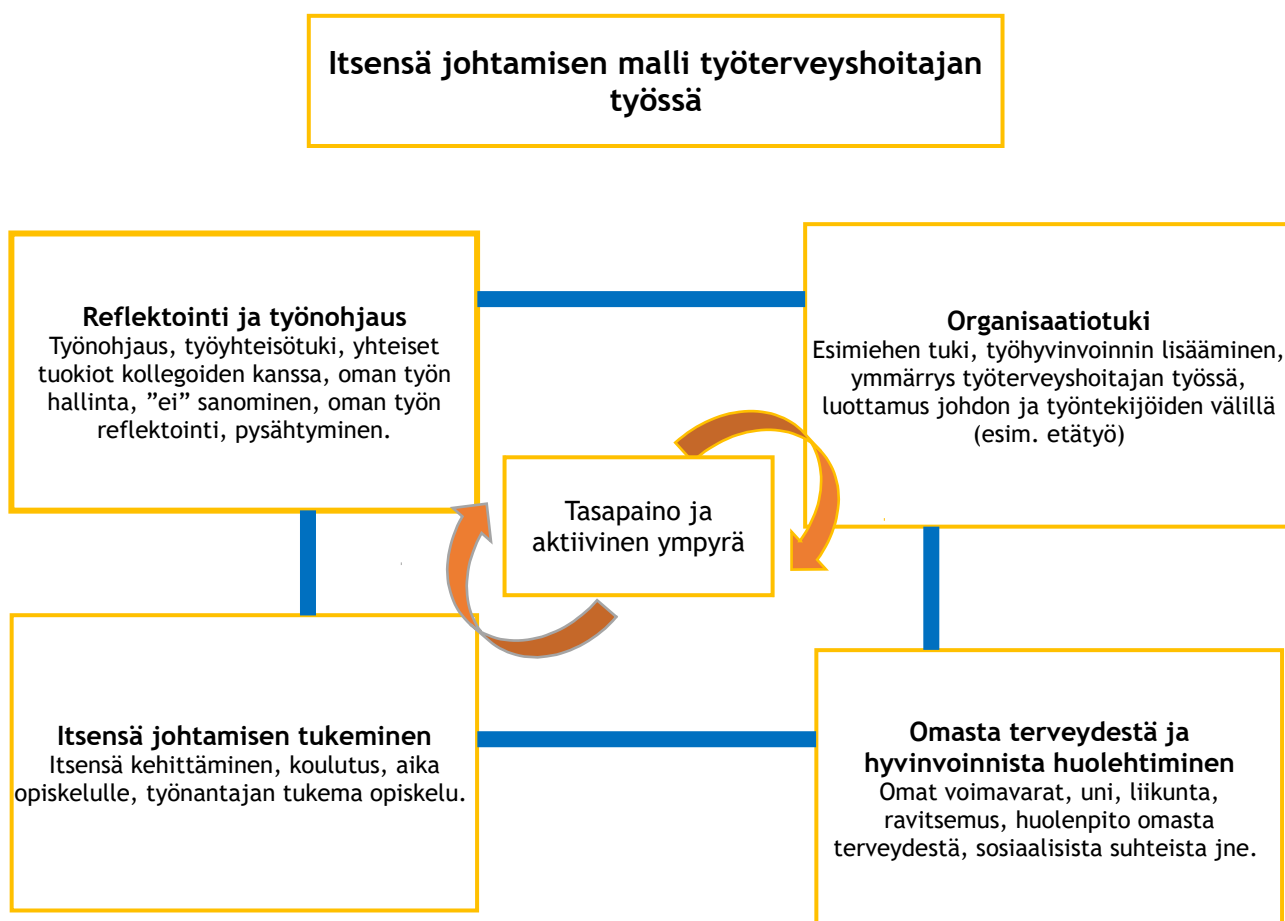 Itsensä johtamisen malli työterveyshoitajan
työssä
Reflektointi ja työnohjaus
Työnohjaus, työyhteisötuki, yhteiset
tuokiot kollegoiden kanssa, oman työn
hallinta, ”ei” sanominen, oman työn
reflektointi, pysähtyminen.
Organisaatiotuki
Esimiehen tuki, työhyvinvoinnin lisääminen,
ymmärrys työterveyshoitajan työssä,
luottamus johdon ja työntekijöiden välillä
(esim. etätyö)
Tasapaino ja
aktiivinen ympyrä
Itsensä johtamisen tukeminen
Itsensä kehittäminen, koulutus, aika
opiskelulle, työnantajan tukema opiskelu.
Omasta terveydestä ja
hyvinvoinnista huolehtiminen
Omat voimavarat, uni, liikunta,
ravitsemus, huolenpito omasta
terveydestä, sosiaalisista suhteista jne.